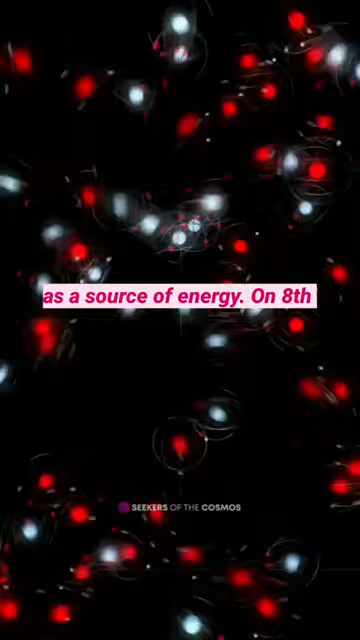 as a source of energy. On 8th
SEEKERS OF THE COSMOS